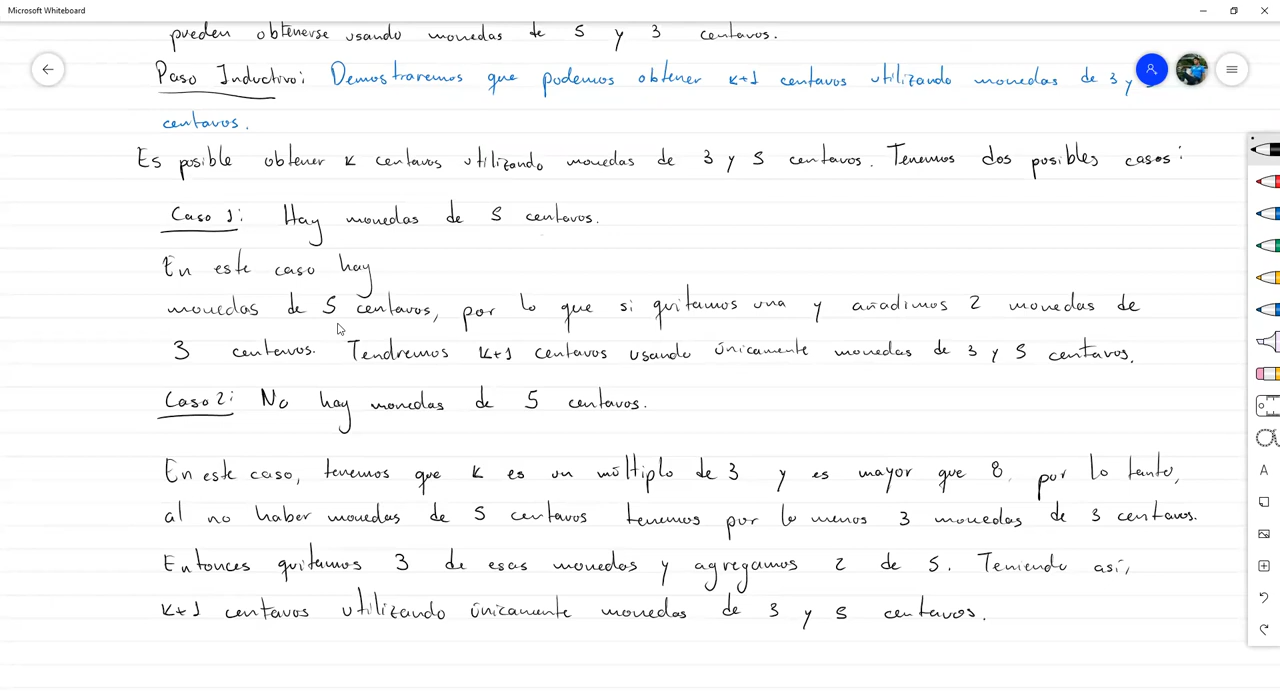 Microsoft Whiteboard
pueden obtenerse usando monedas de 5 y 3 centavos.
Paso Inductivo: Demostraremos que podemos obtener k+1 centavos utilizando monedas de 3 y
centavos.
Es posible obtener k centavos utilizando monedas de 3 y 5 centavos. Tenemos dos posibles casos:
Caso 1: Hay monedas de 5 centavos.
En este caso hay
monedas de 5 centavos, por lo que si quitamos una y añadimos 2 monedas de
3 centavos. Tendremos k+1 centavos usando únicamente monedas de 3 y 5 centavos.
Caso 2: No hay monedas de 5 centavos.
En este caso, tenemos que k es un múltiplo de 3 y es mayor que 8, por lo tanto,
al no haber monedas de 5 centavos tenemos por lo menos 3 monedas de 3 centavos.
Entonces quitamos 3 de esas monedas y agregamos 2 de 5. Teniendo así,
k+1 centavos utilizando únicamente monedas de 3 y 5 centavos.